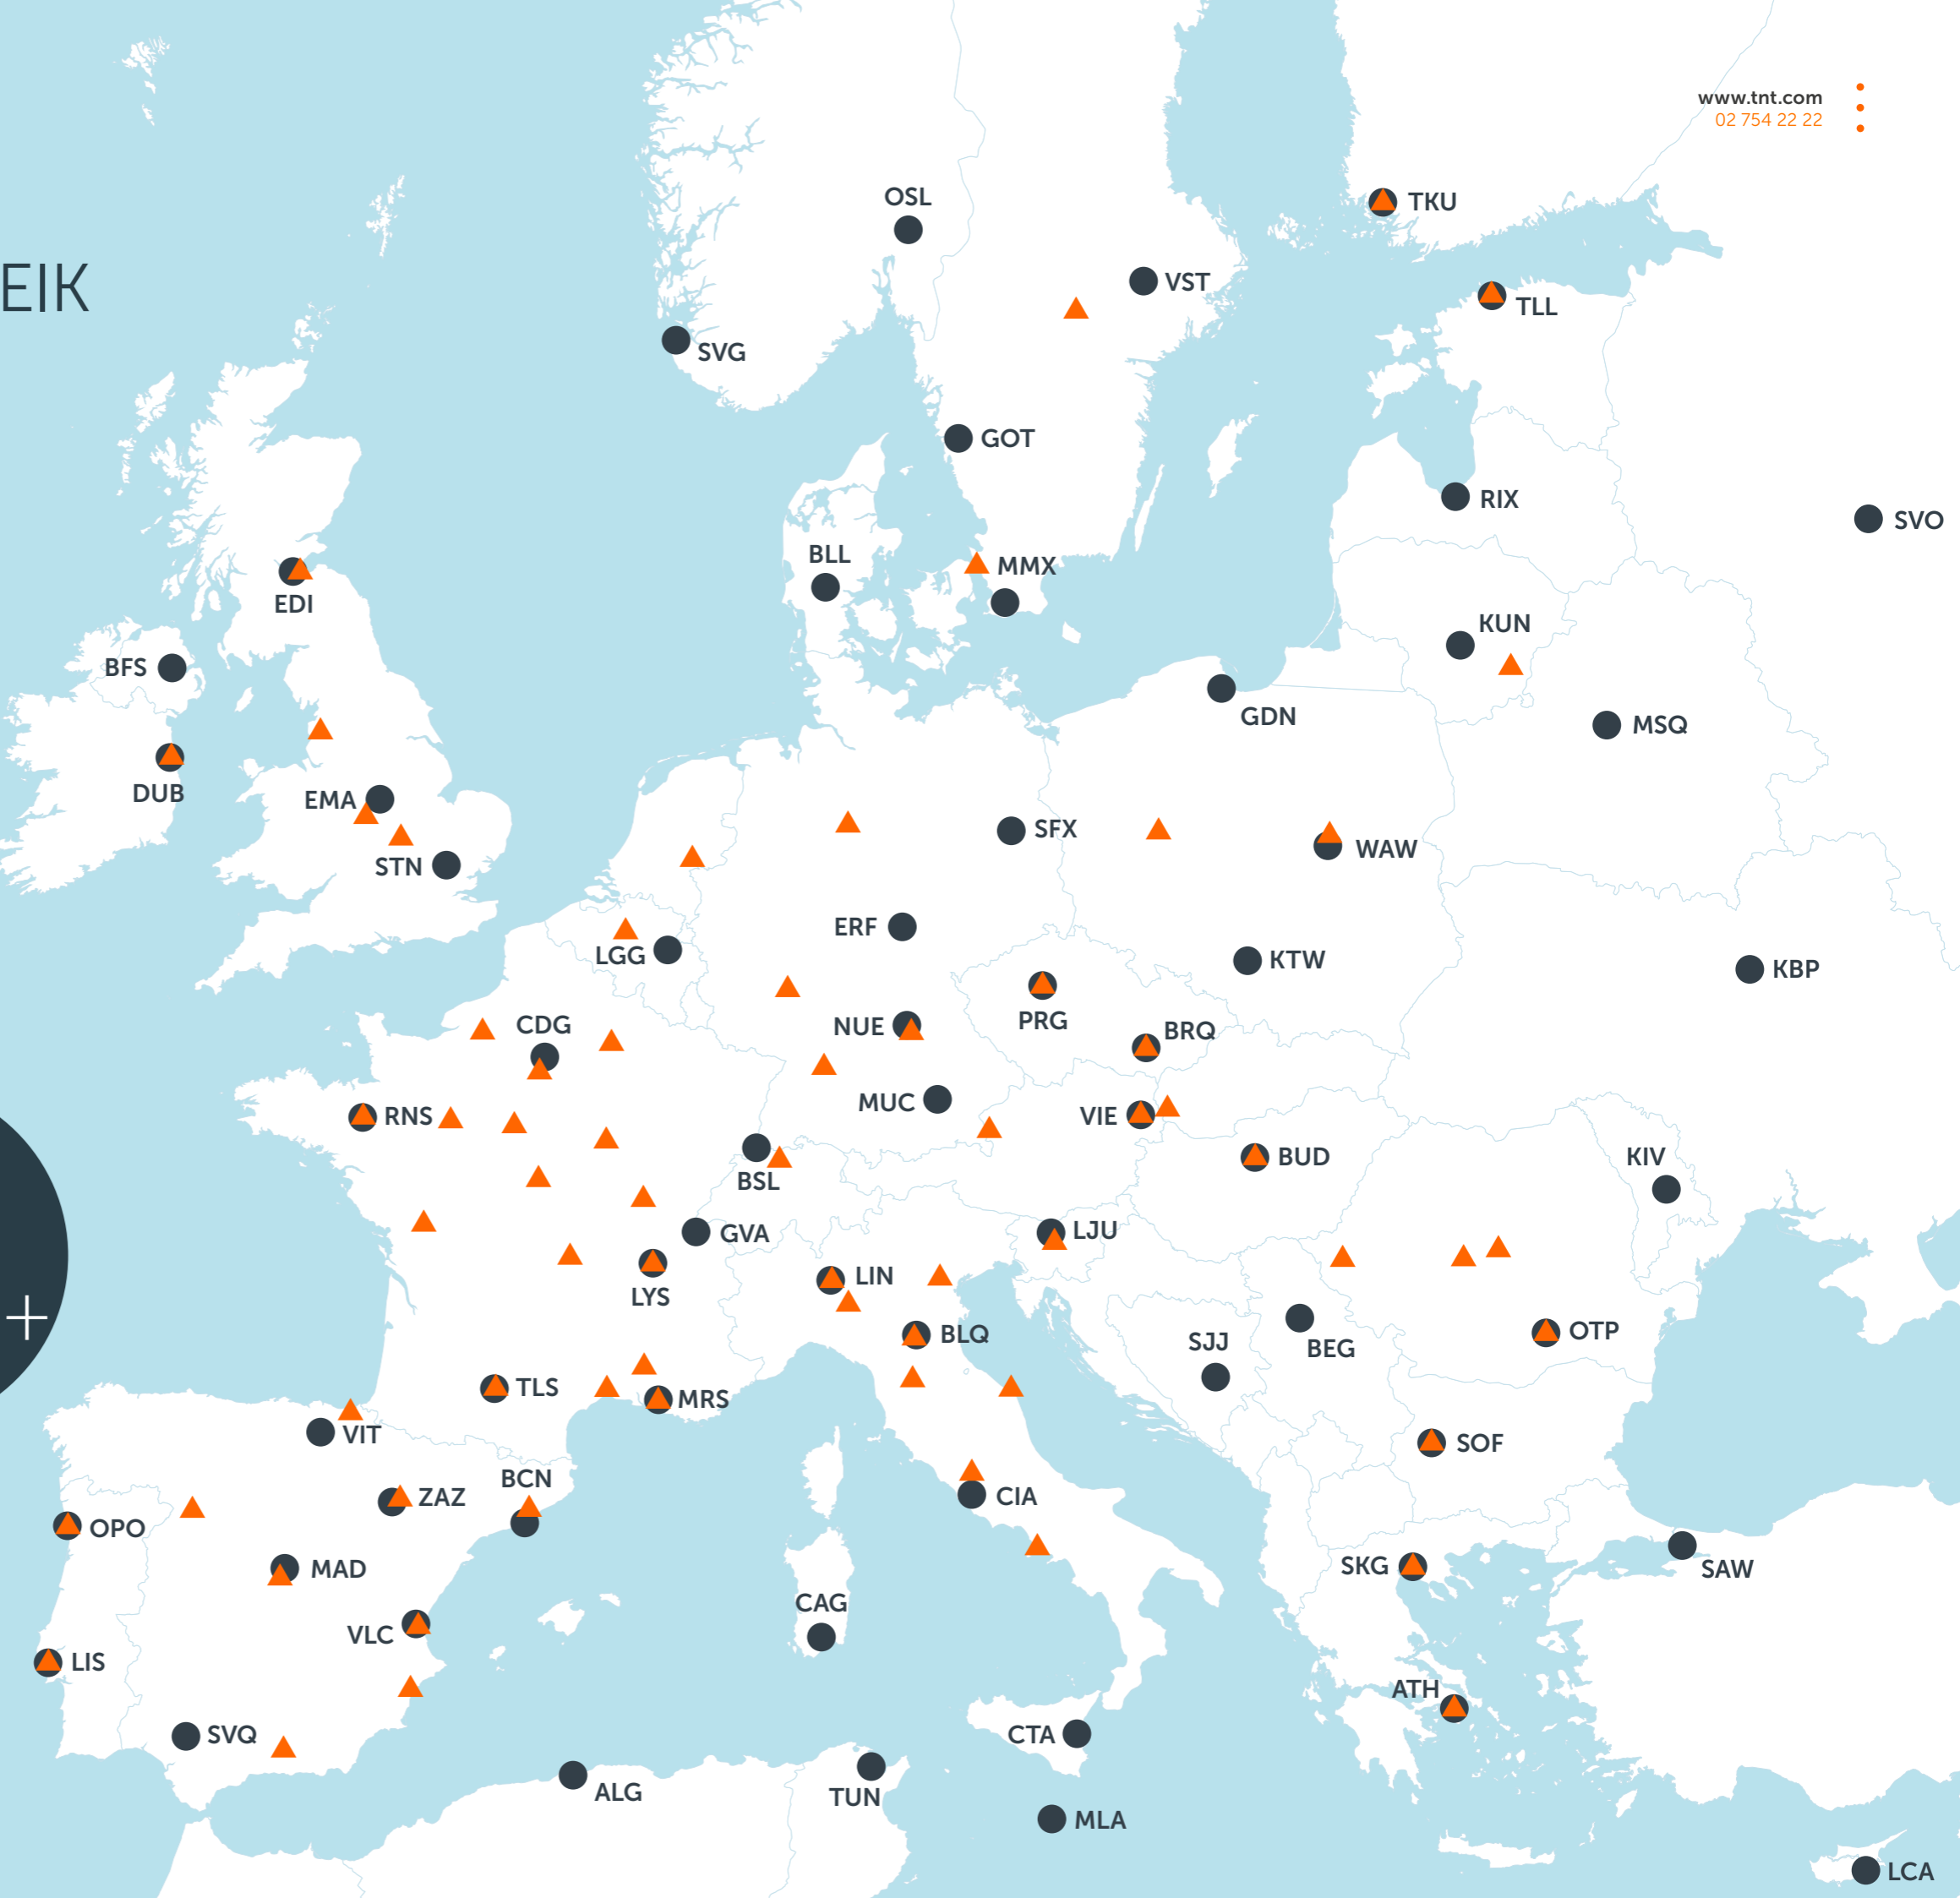 www.tnt.com
02 754 22 22
EIK
OSL
TKU
VST
TLL
SVG
GOT
RIX
SVO
BLL
MMX
EDI
KUN
BFS
GDN
MSQ
DUB
EMA
SFX
WAW
STN
ERF
LGG
KTW
KBP
PRG
CDG
NUE
BRQ
MUC
RNS
VIE
BUD
KIV
BSL
GVA
LJU
LIN
LYS
BLQ
OTP
SJJ
BEG
TLS
MRS
VIT
SOF
BCN
ZAZ
CIA
OPO
MAD
SKG
SAW
CAG
VLC
LIS
ATH
SVQ
CTA
ALG
TUN
MLA
LCA